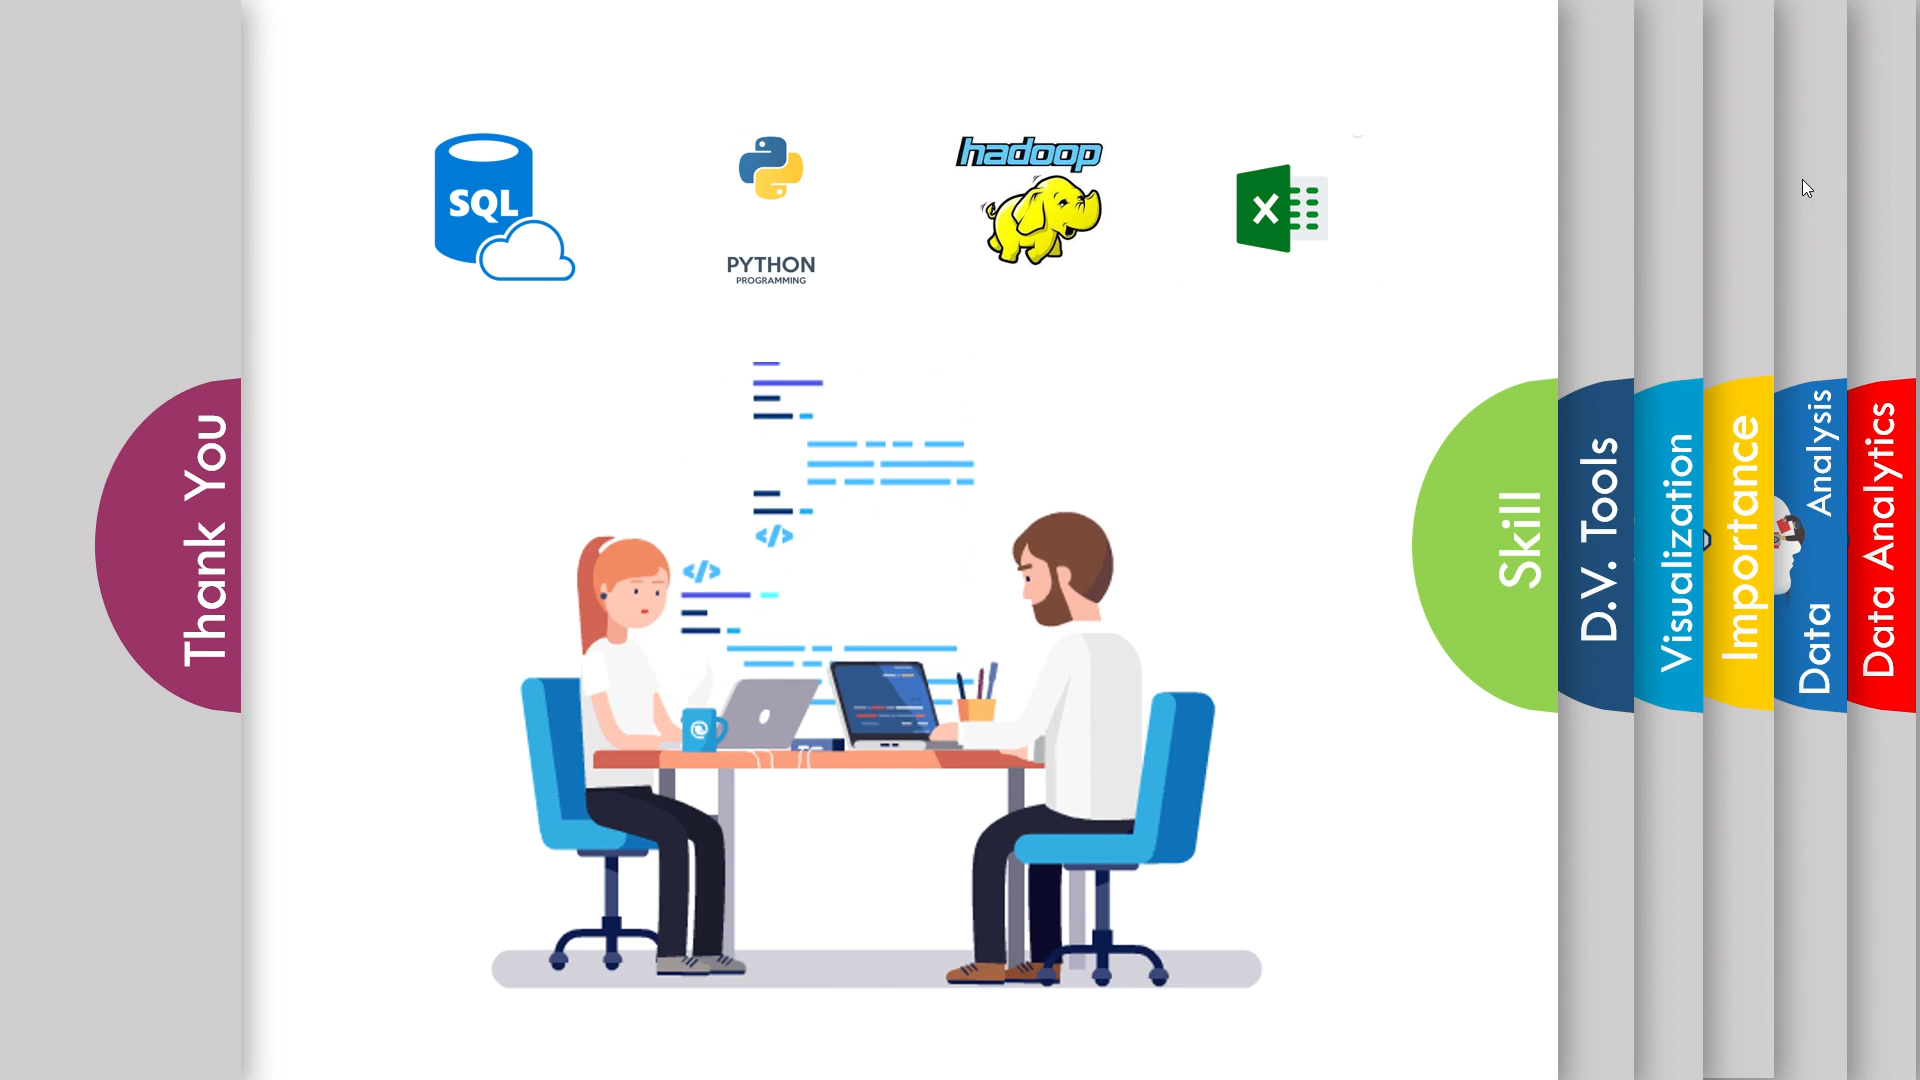 SQL
PYTHON
PROGRAMMING
hadoop
X
Thank You
Skill
D.V. Tools
Visualization
Importance
Data Analysis
Data Analytics
</>
</>